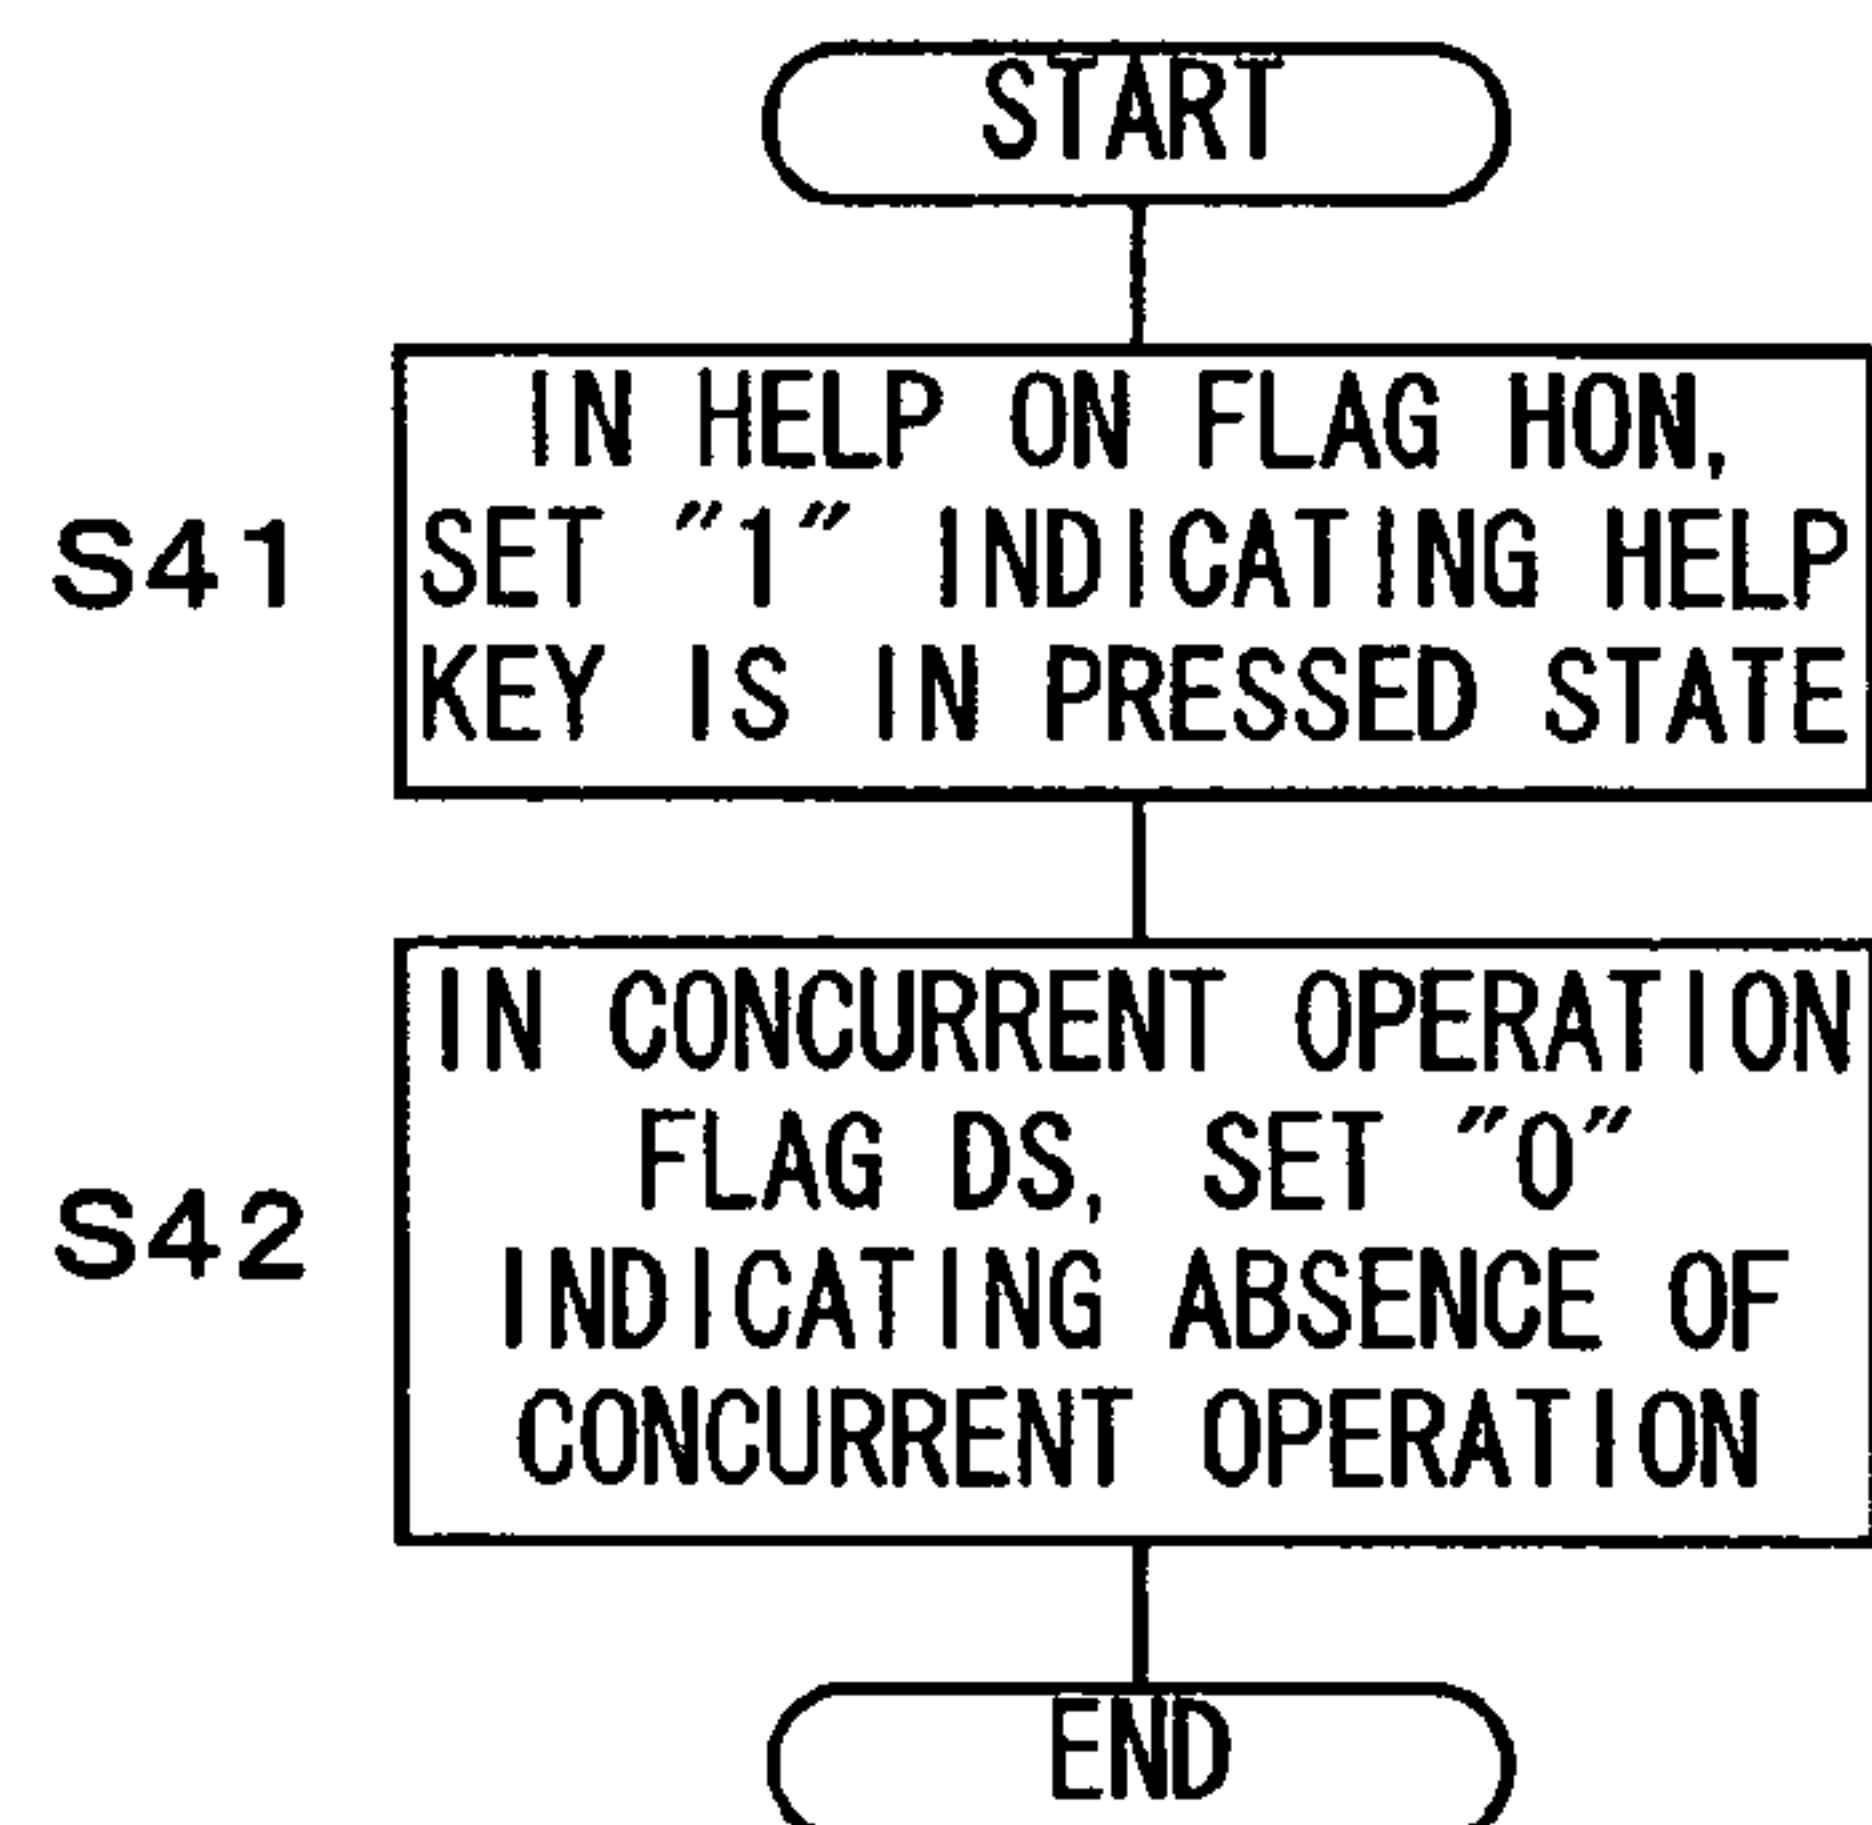 START
S41
IN HELP ON FLAG HON,
SET "1" INDICATING HELP
KEY IS IN PRESSED STATE
S42
IN CONCURRENT OPERATION
FLAG DS, SET "0"
INDICATING ABSENCE OF
CONCURRENT OPERATION
END